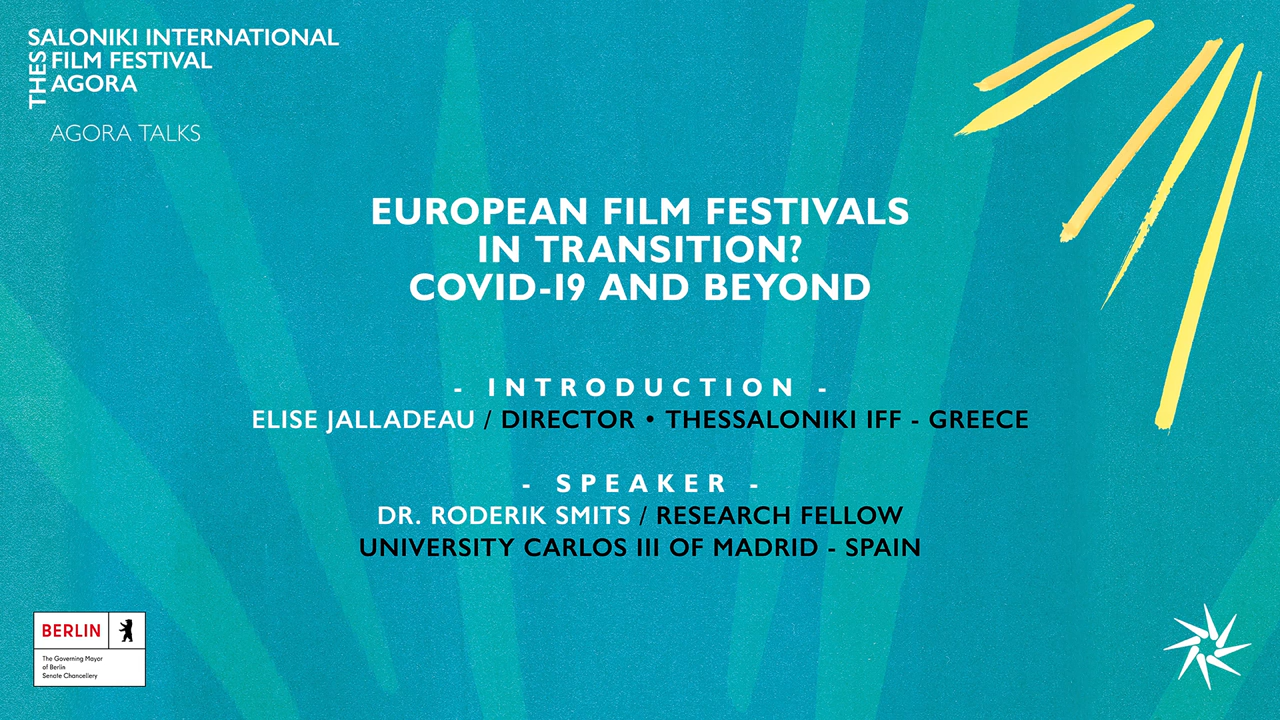 THESSALONIKI INTERNATIONAL
FILM FESTIVAL
AGORA
AGORA TALKS
EUROPEAN FILM FESTIVALS
IN TRANSITION?
COVID-19 AND BEYOND
- INTRODUCTION -
ELISE JALLADEAU / DIRECTOR • THESSALONIKI IFF - GREECE
- SPEAKER -
DR. RODERIK SMITS / RESEARCH FELLOW
UNIVERSITY CARLOS III OF MADRID - SPAIN
BERLIN
The Governing Mayor
of Berlin
Senate Chancellery